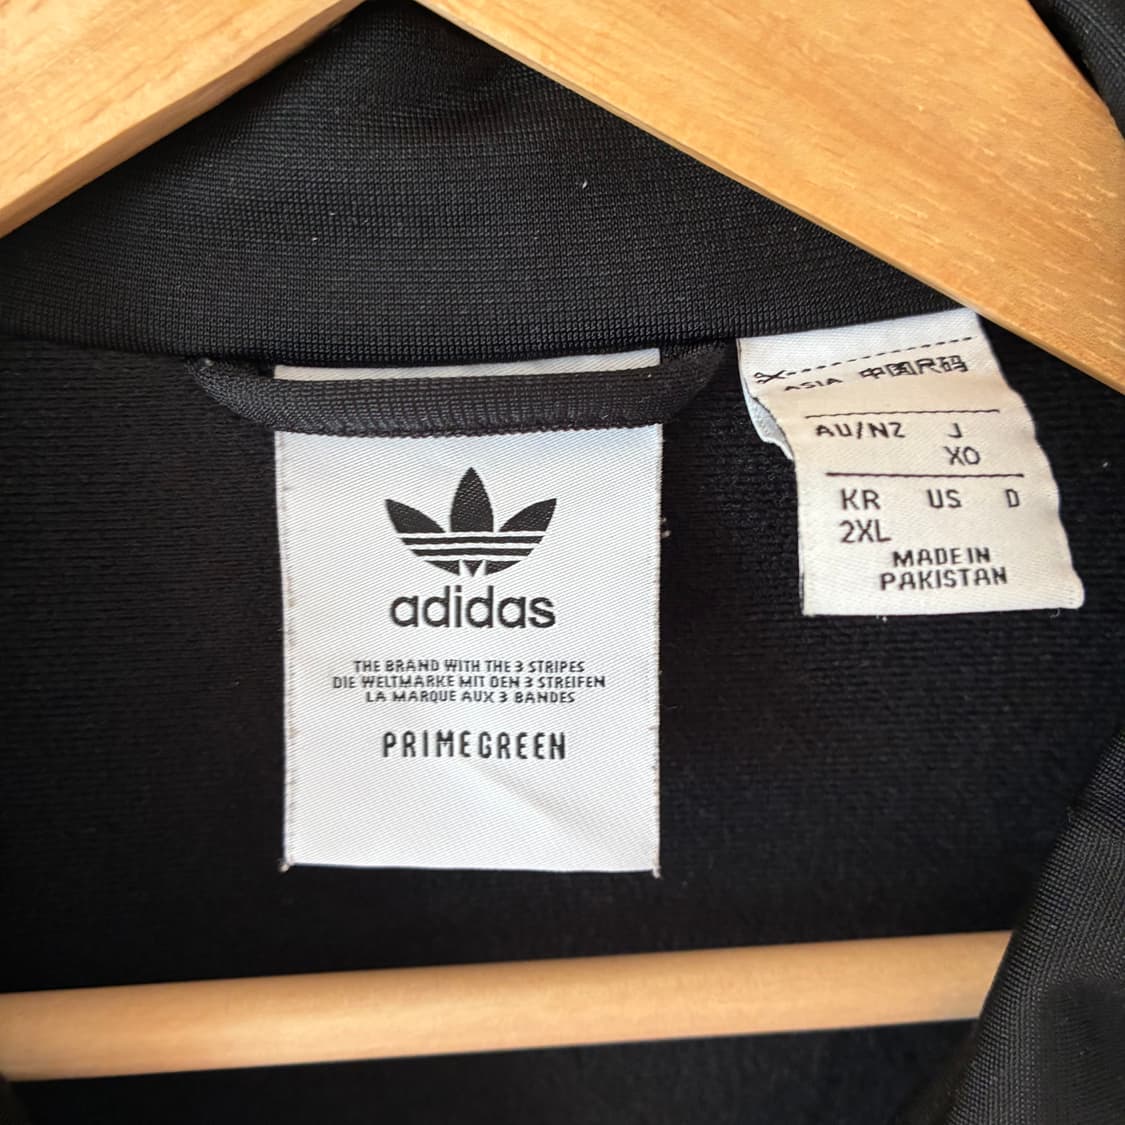 adidas
THE BRAND WITH THE 3 STRIPES
DIE WELTMARKE MIT DEN 3 STREIFEN
LA MARQUE AUX 3 BANDES
PRIMEGREEN
ASIA 中国尺码
AU/NZ J
XO
KR US D
2XL
MADE IN
PAKISTAN